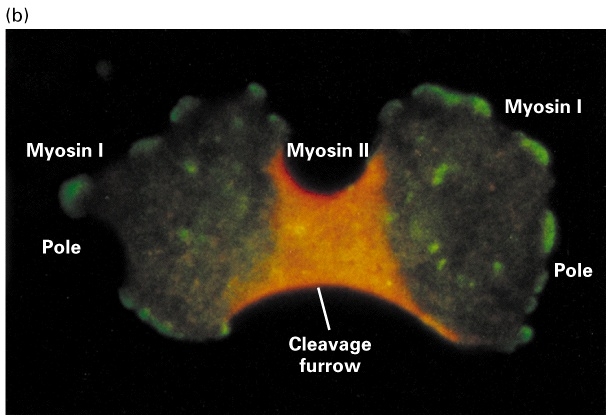 (b)
Myosin I
Myosin I
Myosin II
Pole
Pole
Cleavage
furrow